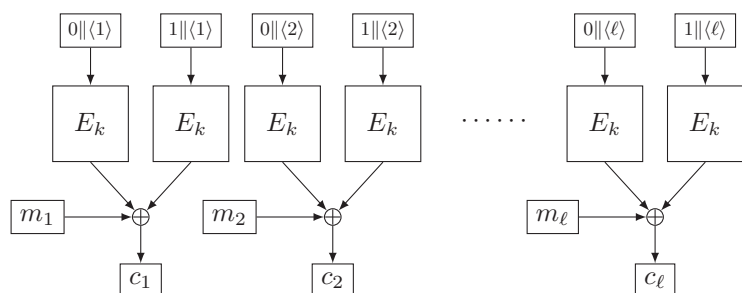 0∥⟨1⟩ 1∥⟨1⟩ 0∥⟨2⟩ 1∥⟨2⟩ 0∥⟨ℓ⟩ 1∥⟨ℓ⟩
E_k E_k E_k E_k ...... E_k E_k
m_1 ⊕ m_2 ⊕ m_ℓ ⊕
c_1 c_2 c_ℓ